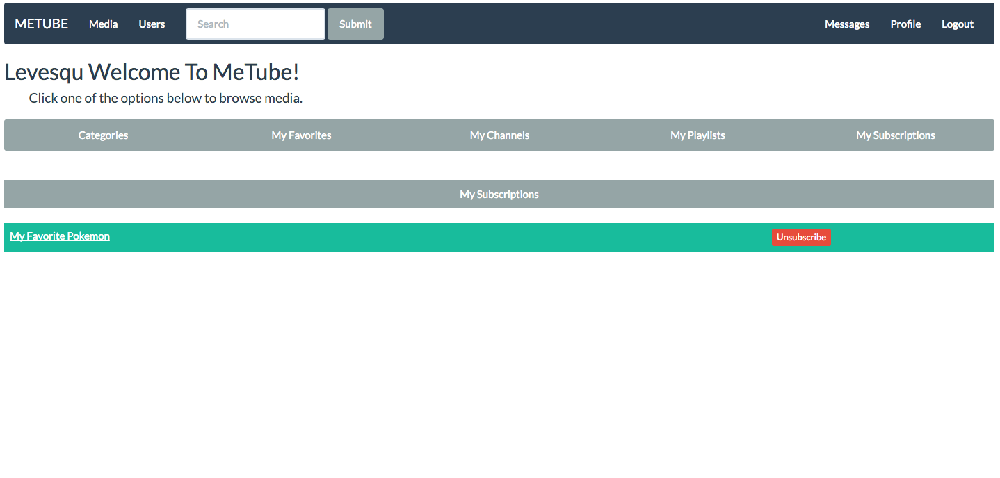 METUBE Media Users Search Submit Messages Profile Logout
Levesqu Welcome To MeTube!
Click one of the options below to browse media.
Categories My Favorites My Channels My Playlists My Subscriptions
My Subscriptions
My Favorite Pokemon Unsubscribe